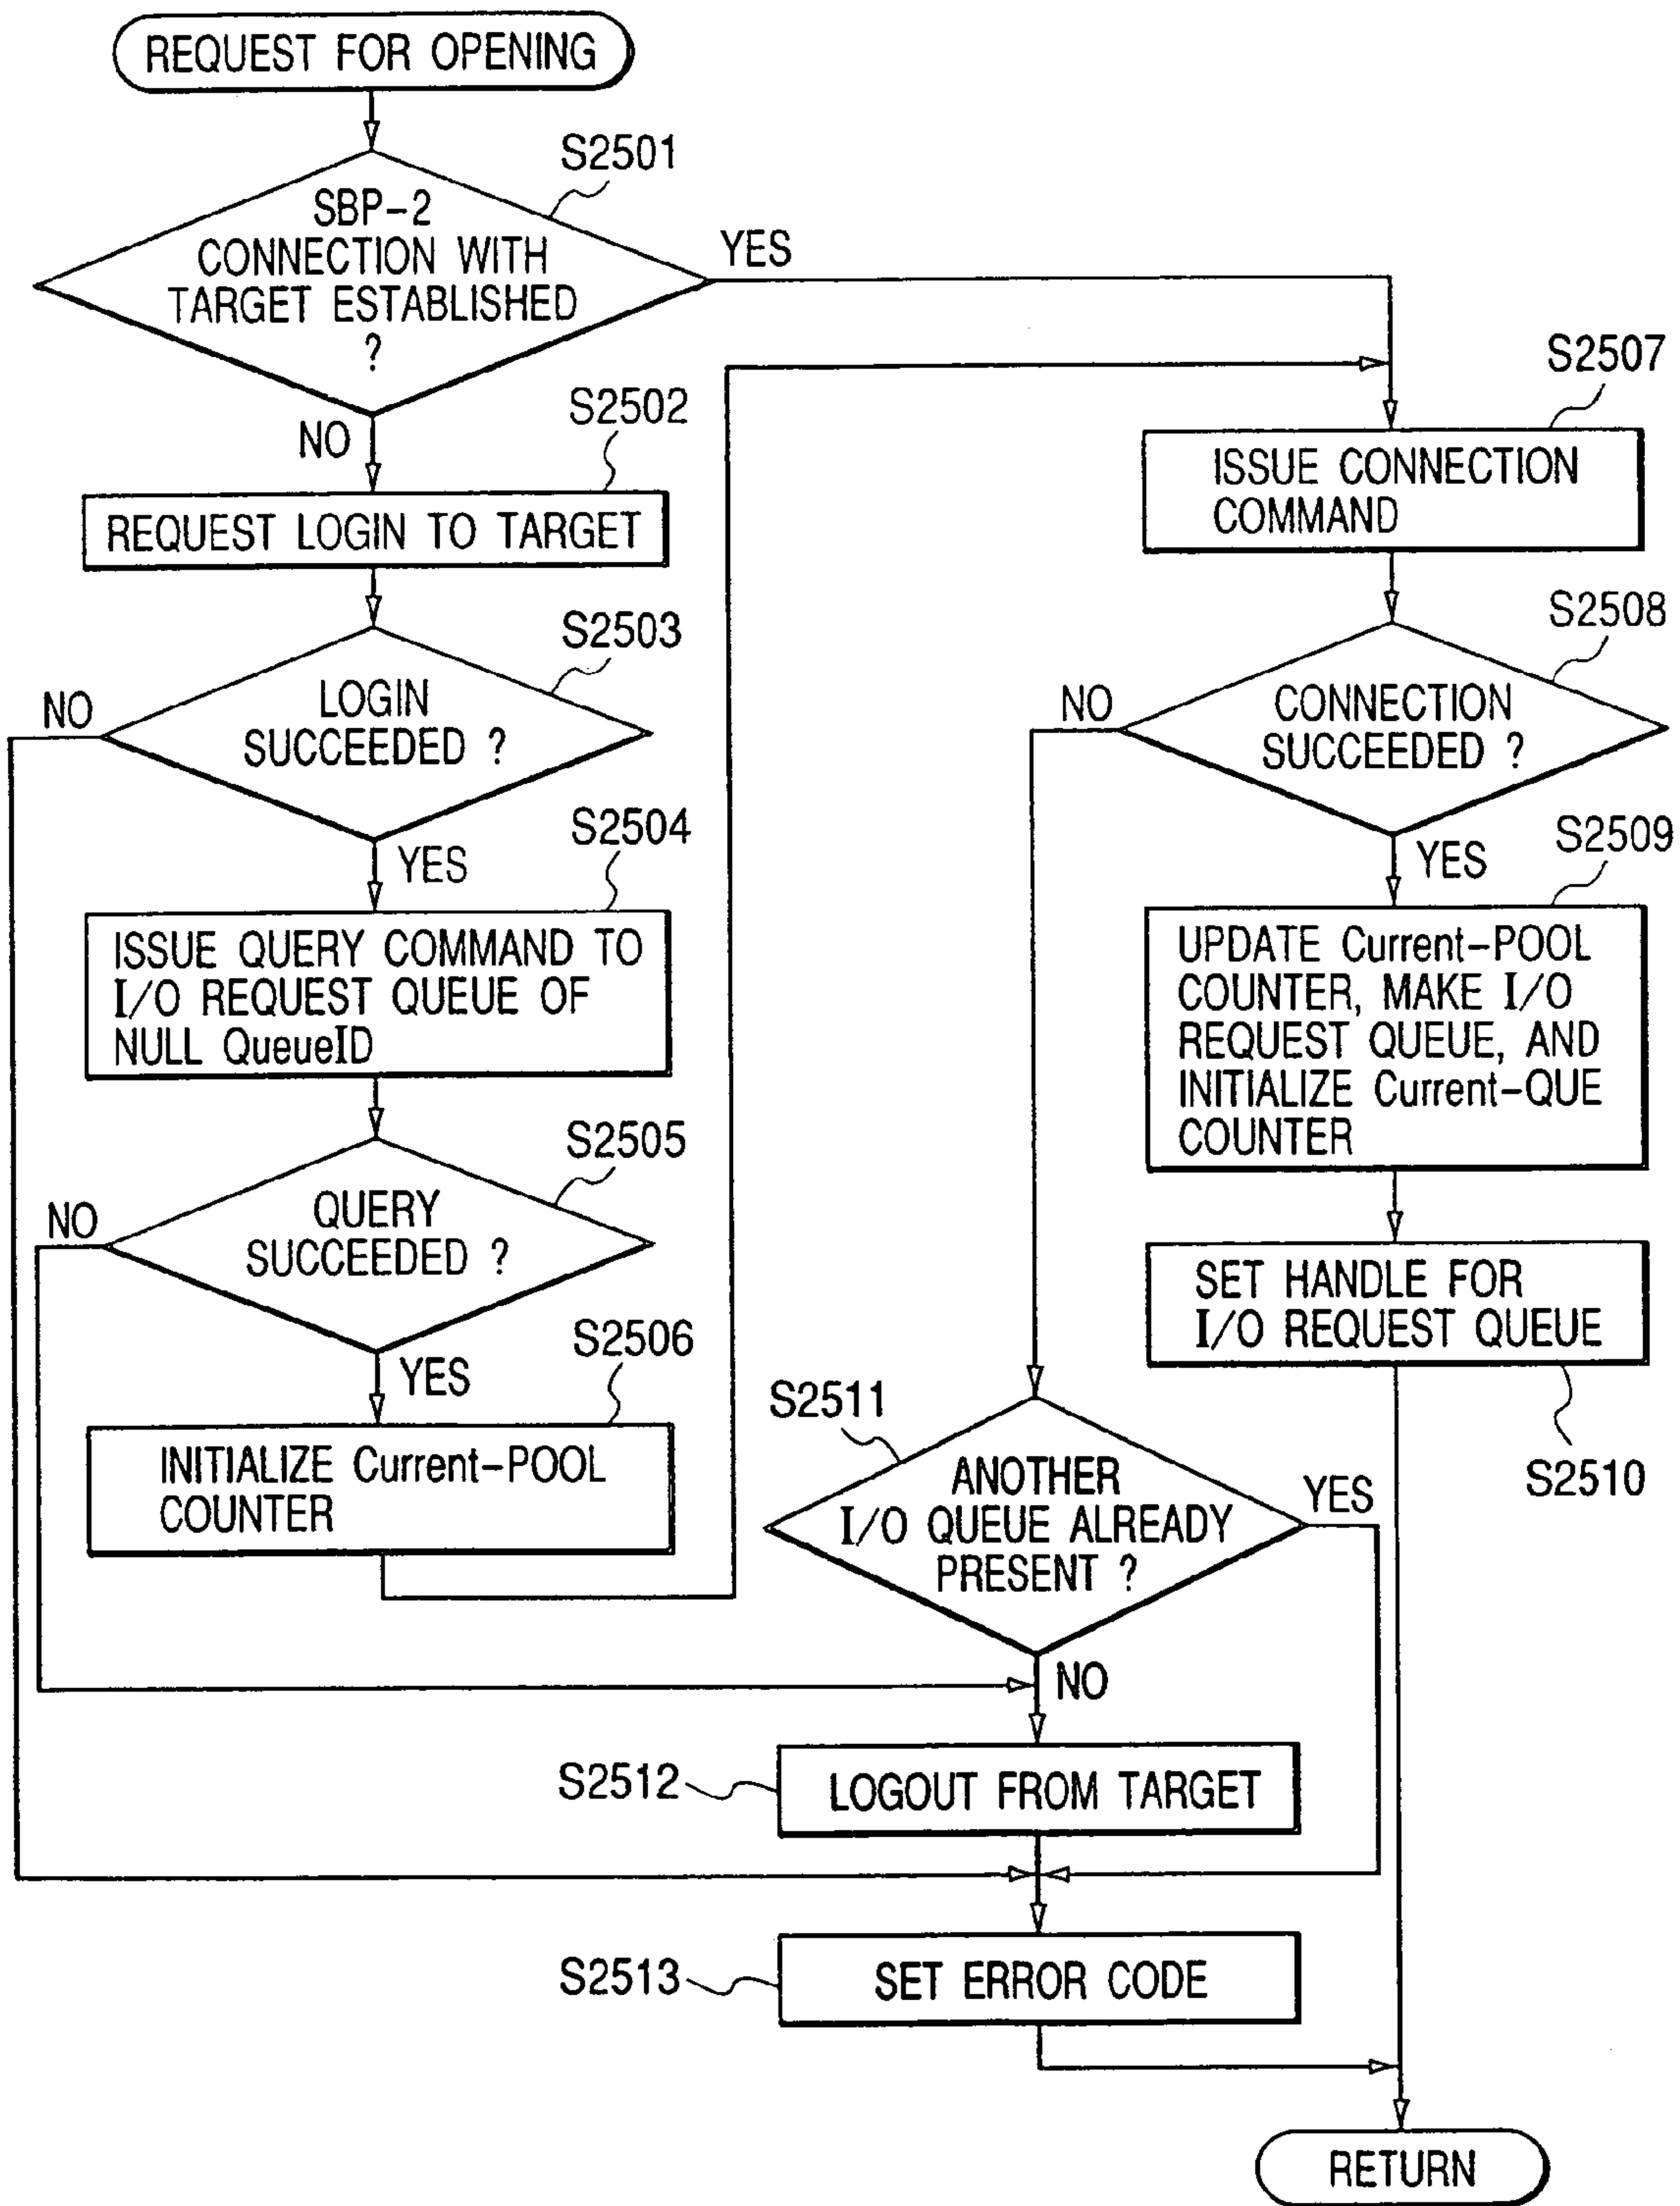 REQUEST FOR OPENING
S2501
SBP-2
CONNECTION WITH
TARGET ESTABLISHED
?
YES
NO
S2502
REQUEST LOGIN TO TARGET
S2503
LOGIN
SUCCEEDED ?
NO
YES
S2504
ISSUE QUERY COMMAND TO
I/O REQUEST QUEUE OF
NULL QueueID
S2505
QUERY
SUCCEEDED ?
NO
YES
S2506
INITIALIZE Current-POOL
COUNTER
S2507
ISSUE CONNECTION
COMMAND
S2508
CONNECTION
SUCCEEDED ?
NO
YES
S2509
UPDATE Current-POOL
COUNTER, MAKE I/O
REQUEST QUEUE, AND
INITIALIZE Current-QUE
COUNTER
SET HANDLE FOR
I/O REQUEST QUEUE
S2510
S2511
ANOTHER
I/O QUEUE ALREADY
PRESENT ?
YES
NO
S2512
LOGOUT FROM TARGET
S2513
SET ERROR CODE
RETURN